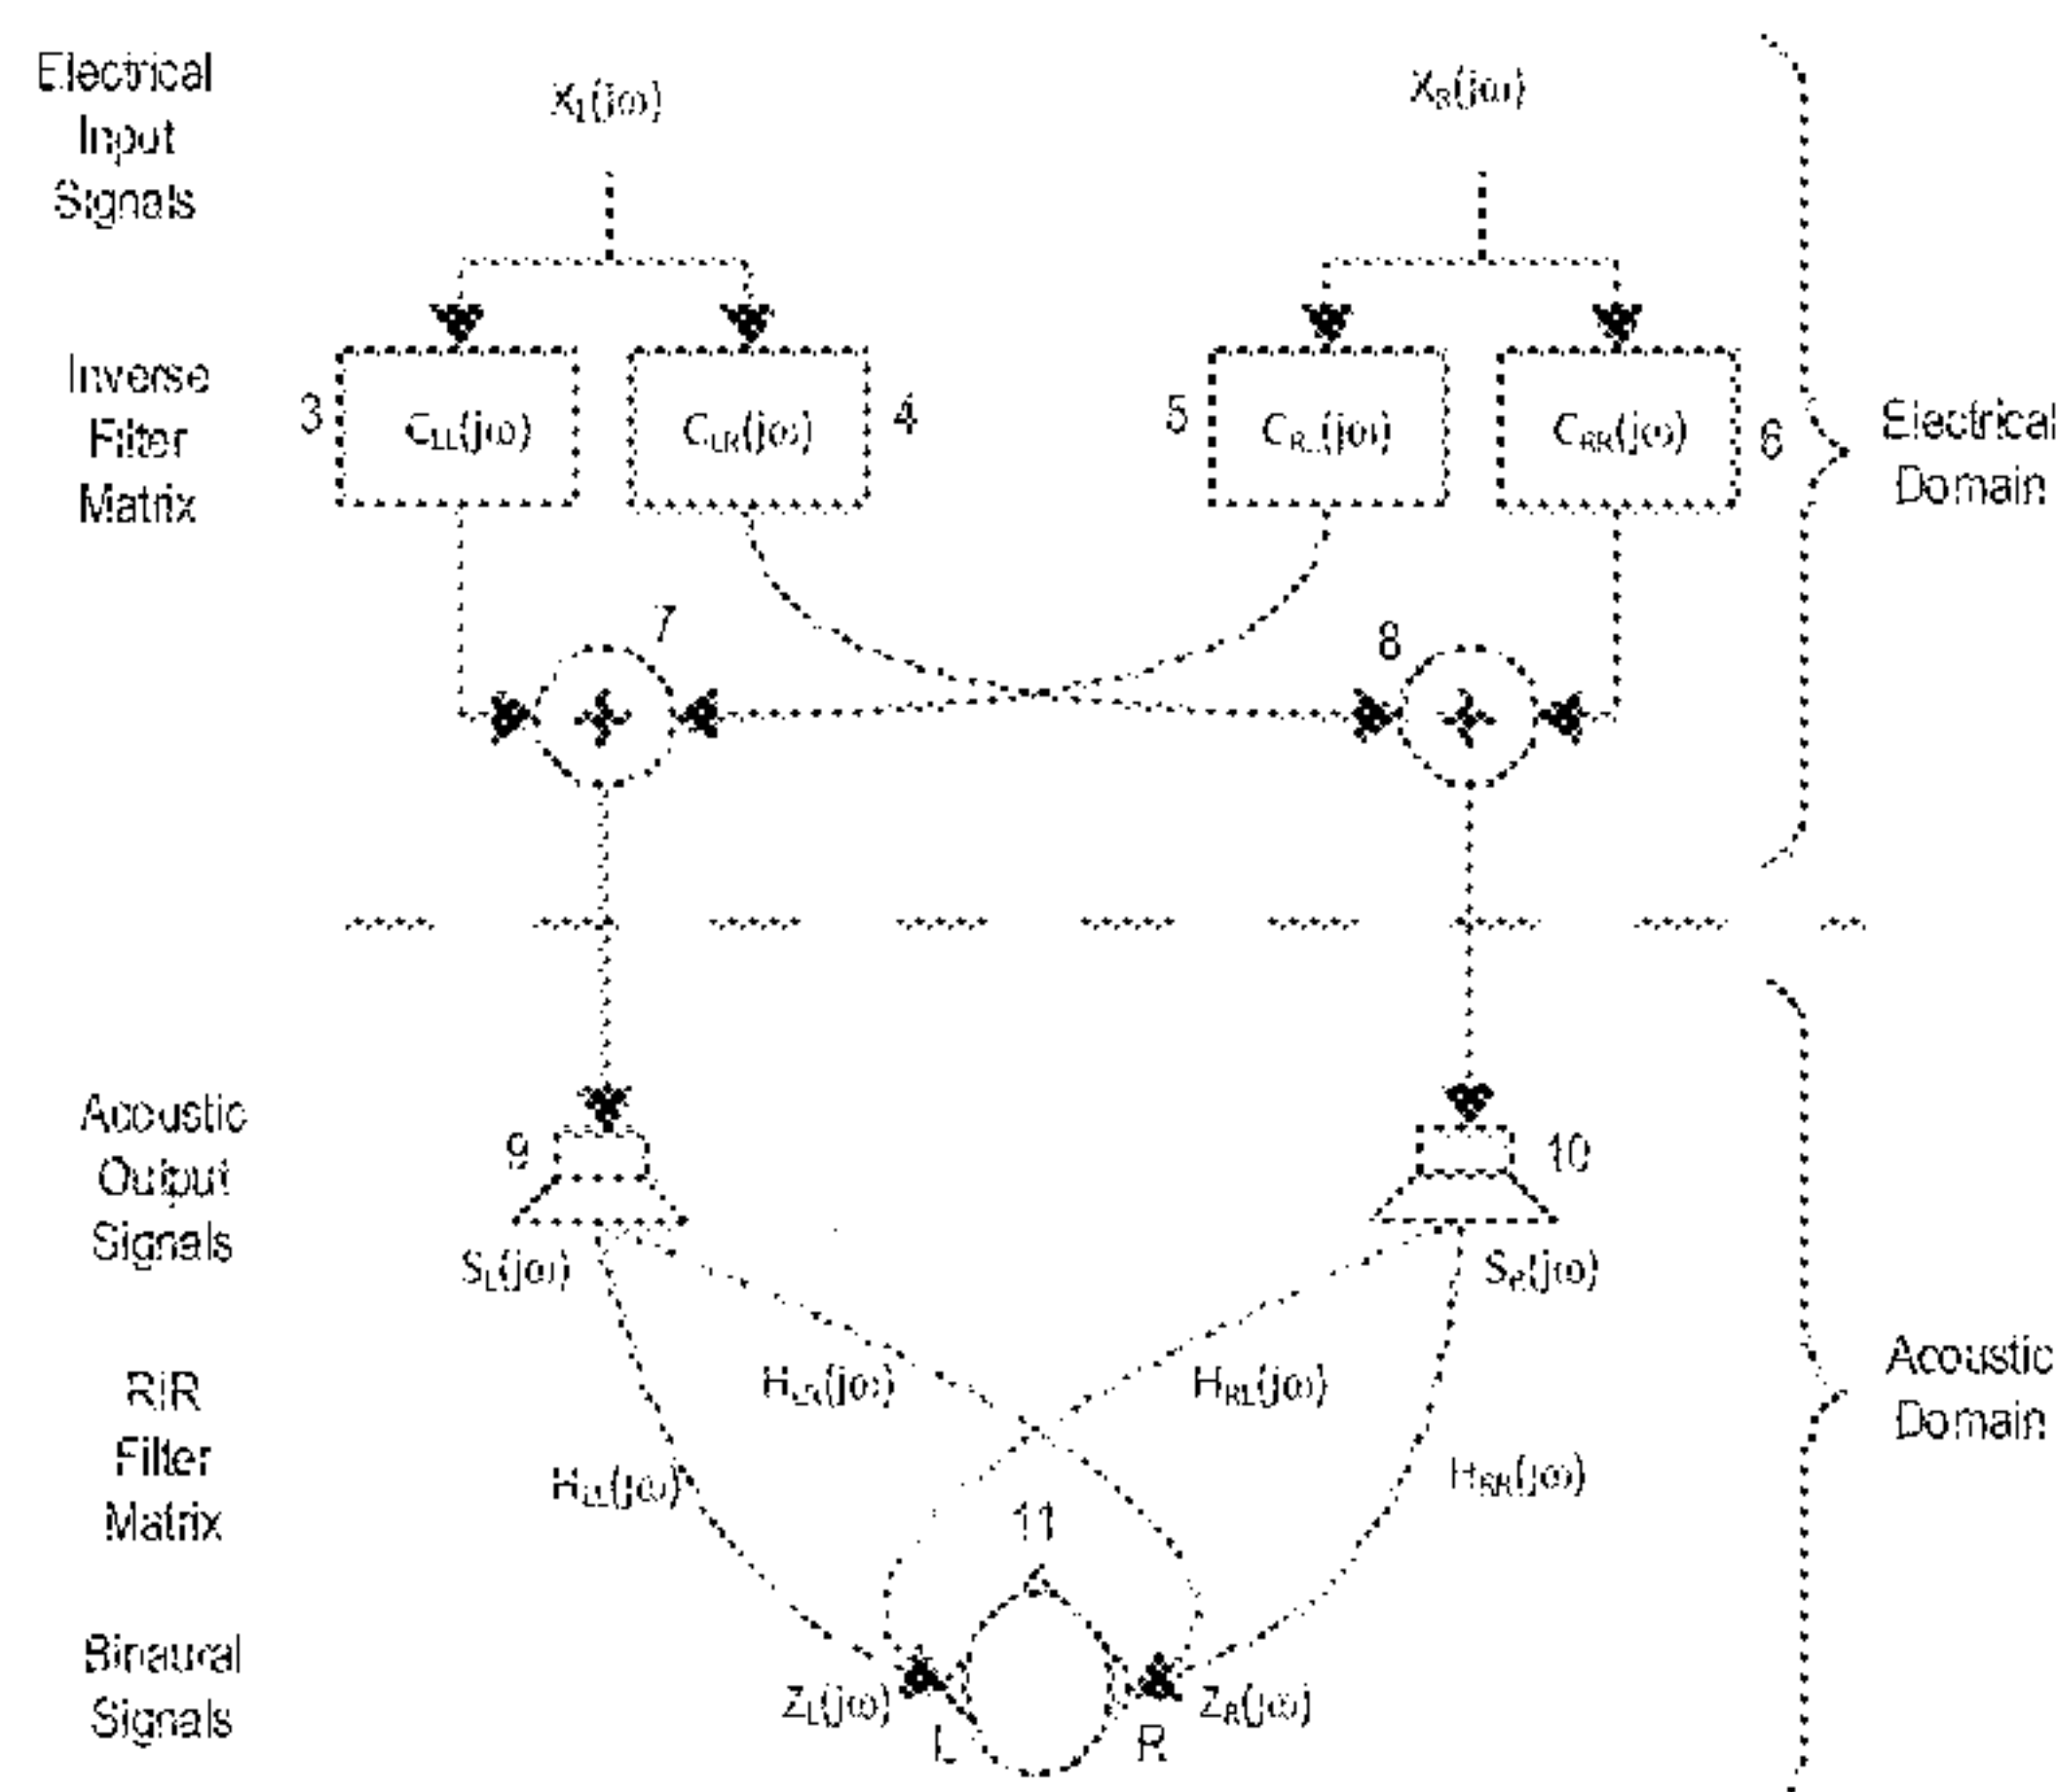 Electrical
Input
Signals
X_L(jω)
X_R(jω)
Inverse
Filter
Matrix
3
C_LL(jω)
C_LR(jω)
4
5
C_RL(jω)
C_RR(jω)
6
Electrical
Domain
7
8
Acoustic
Output
Signals
9
10
S_L(jω)
S_R(jω)
RIR
Filter
Matrix
H_LR(jω)
H_RL(jω)
H_LL(jω)
H_RR(jω)
Acoustic
Domain
11
Binaural
Signals
Z_L(jω)
Z_R(jω)
L
R